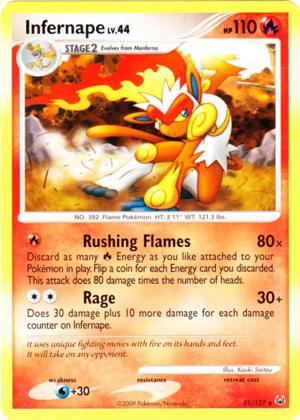 Infernape LV.44 HP 110
STAGE2 Evolves from Monferno
NO. 392 Flame Pokémon. HT: 3'11" WT: 121.3 lbs.
Rushing Flames 80×
Discard as many Energy as you like attached to your
Pokémon in play. Flip a coin for each Energy card you discarded.
This attack does 80 damage times the number of heads.
Rage 30+
Does 30 damage plus 10 more damage for each damage
counter on Infernape.
It uses unique fighting moves with fire on its hands and feet.
It will take on any opponent.
weakness resistance retreat cost
+30
Illus. Kouki Saitou
©2009 Pokémon/Nintendo
31/127